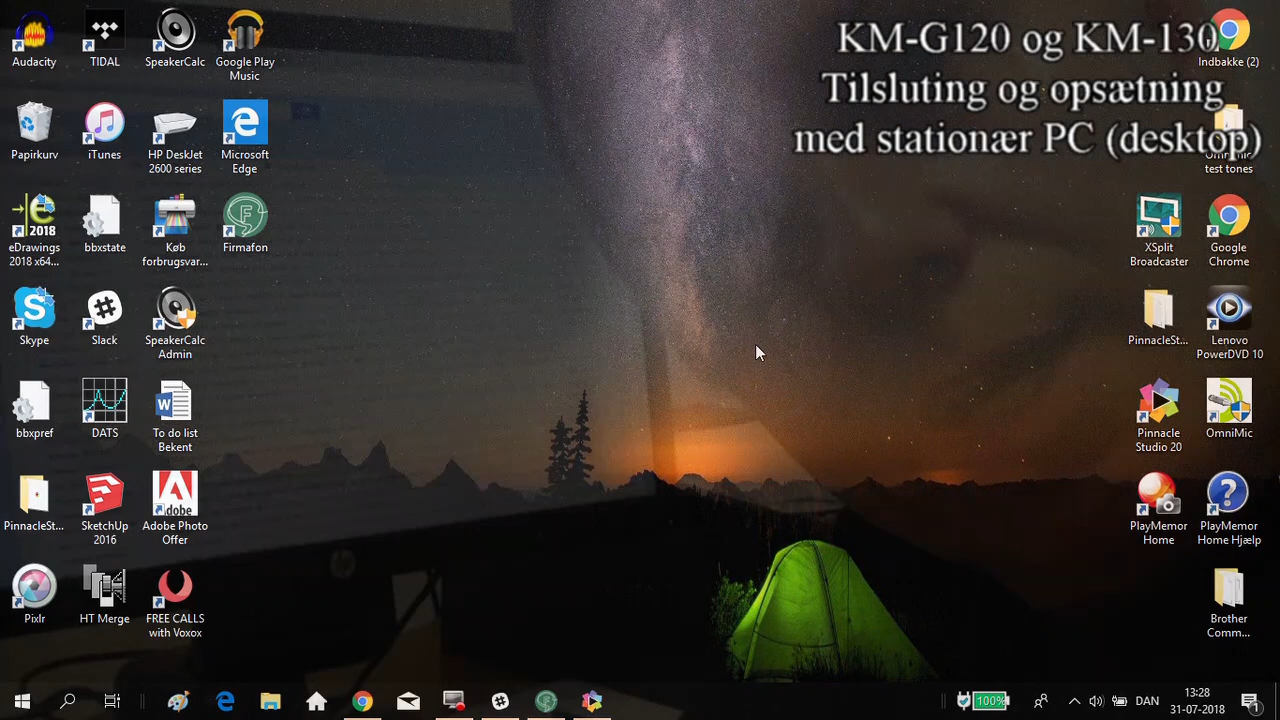 KM-G120 og KM-130
Tilsluting og opsætning
med stationær PC (desktop)
Audacity
TIDAL
SpeakerCalc
Google Play
Music
Papirkurv
iTunes
HP DeskJet
2600 series
Microsoft
Edge
eDrawings
2018 x64...
2018
bbxstate
Køb
forbrugsvar...
Firmafon
Skype
Slack
SpeakerCalc
Admin
bbxpref
DATS
To do list
Bekent
PinnacleSt...
SketchUp
2016
Adobe
Adobe Photo
Offer
Pixlr
HT Merge
FREE CALLS
with Voxox
Indbakke (2)
test tones
XSplit
Broadcaster
Google
Chrome
PinnacleSt...
Lenovo
PowerDVD 10
Pinnacle
Studio 20
OmniMic
PlayMemor
Home
PlayMemor
Home Hjælp
Brother
Comm...
100%
DAN
13:28
31-07-2018
1